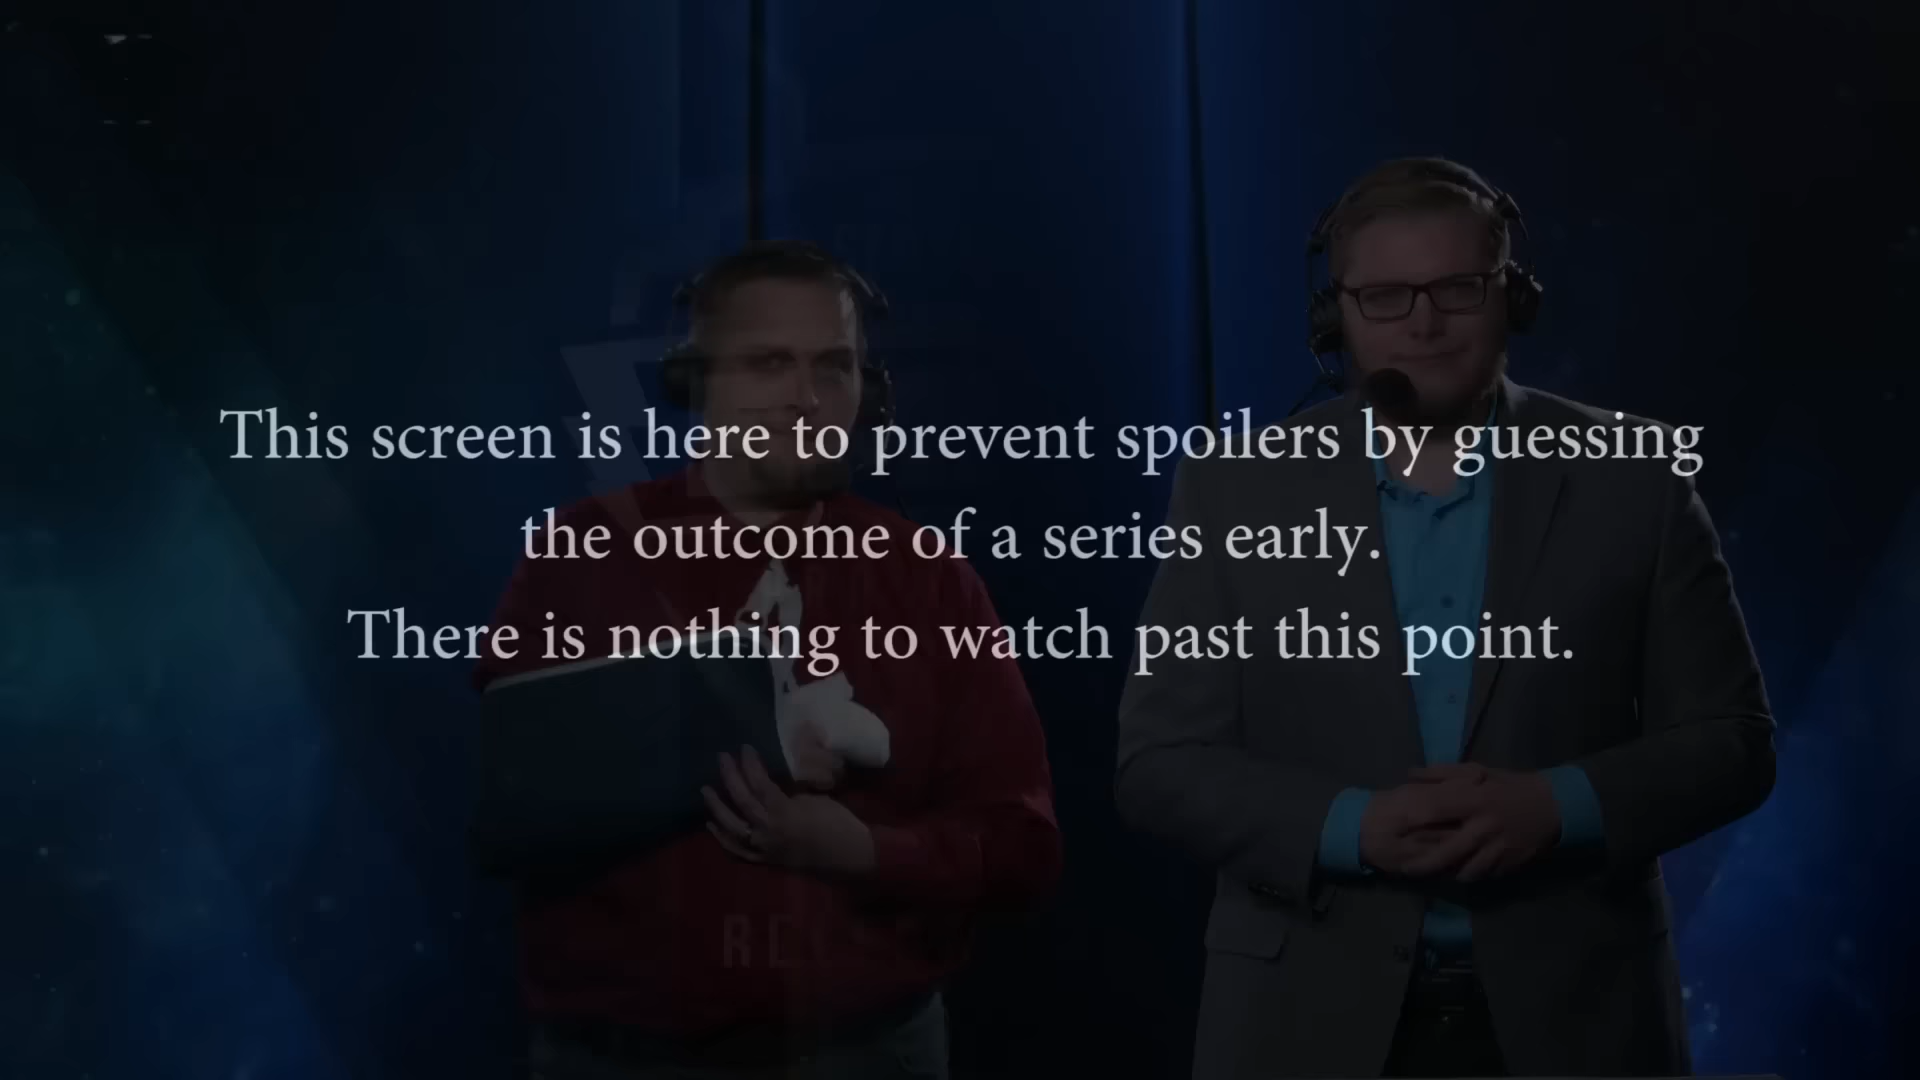 This screen is here to prevent spoilers by guessing
the outcome of a series early.
There is nothing to watch past this point.